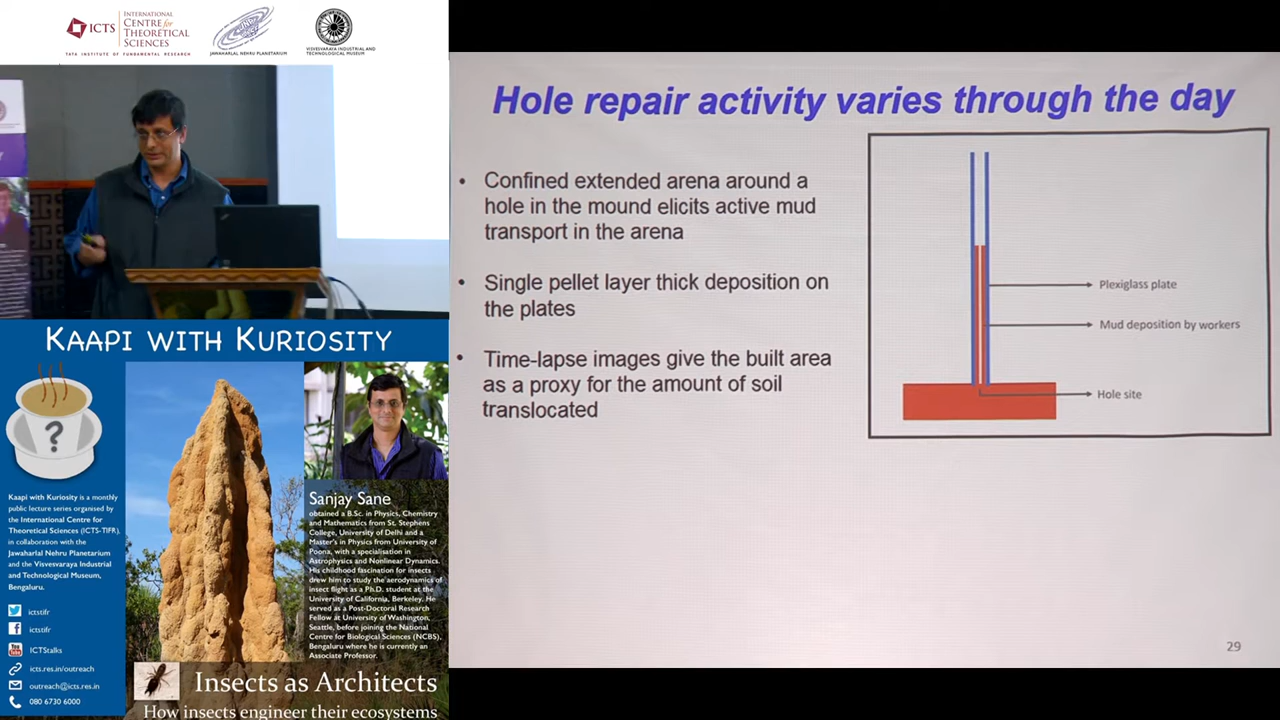 ICTS
INTERNATIONAL
CENTRE for
THEORETICAL
SCIENCES
TATA INSTITUTE OF FUNDAMENTAL RESEARCH
JAWAHARLAL NEHRU PLANETARIUM
VISVESVARAYA INDUSTRIAL AND
TECHNOLOGICAL MUSEUM
KAAPI WITH KURIOSITY
?
Kaapi with Kuriosity is a monthly
public lecture series organised by
the International Centre for
Theoretical Sciences (ICTS-TIFR),
in collaboration with the
Jawaharlal Nehru Planetarium
and the Visvesvaraya Industrial
and Technological Museum,
Bengaluru.
ictstifr
ictstifr
You
ICTStalks
icts.res.in/outreach
outreach@icts.res.in
080 6730 6000
Sanjay Sane
obtained a B.Sc. in Physics, Chemistry
and Mathematics from St. Stephens
College, University of Delhi and a
Master's in Physics from University of
Poona, with a specialisation in
Astrophysics and Nonlinear Dynamics.
His childhood fascination for insects
drew him to study the aerodynamics of
insect flight as a Ph.D. student at the
University of California, Berkeley. He
served as a Post-Doctoral Research
Fellow at University of Washington,
Seattle, before joining the National
Centre for Biological Sciences (NCBS),
Bengaluru where he is currently an
Associate Professor.
Insects as Architects
How insects engineer their ecosystems
Hole repair activity varies through the day
• Confined extended arena around a
hole in the mound elicits active mud
transport in the arena
• Single pellet layer thick deposition on
the plates
• Time-lapse images give the built area
as a proxy for the amount of soil
translocated
Plexiglass plate
Mud deposition by workers
Hole site
29